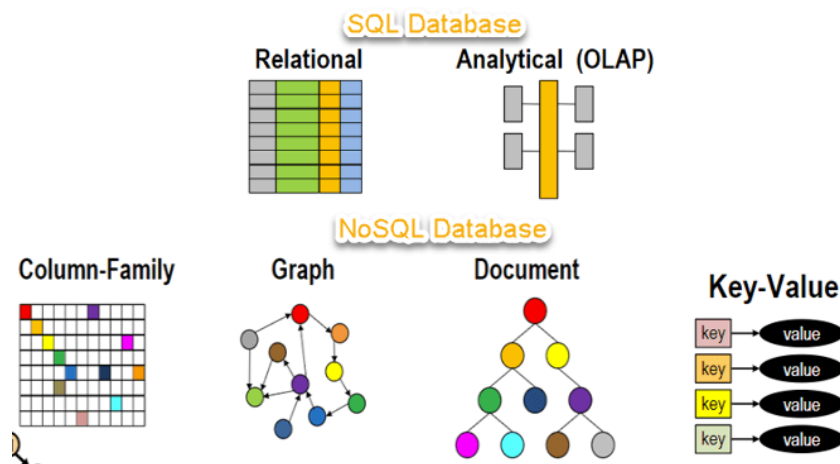 SQL Database
Relational
Analytical (OLAP)
NoSQL Database
Column-Family
Graph
Document
Key-Value
key value
key value
key value
key value